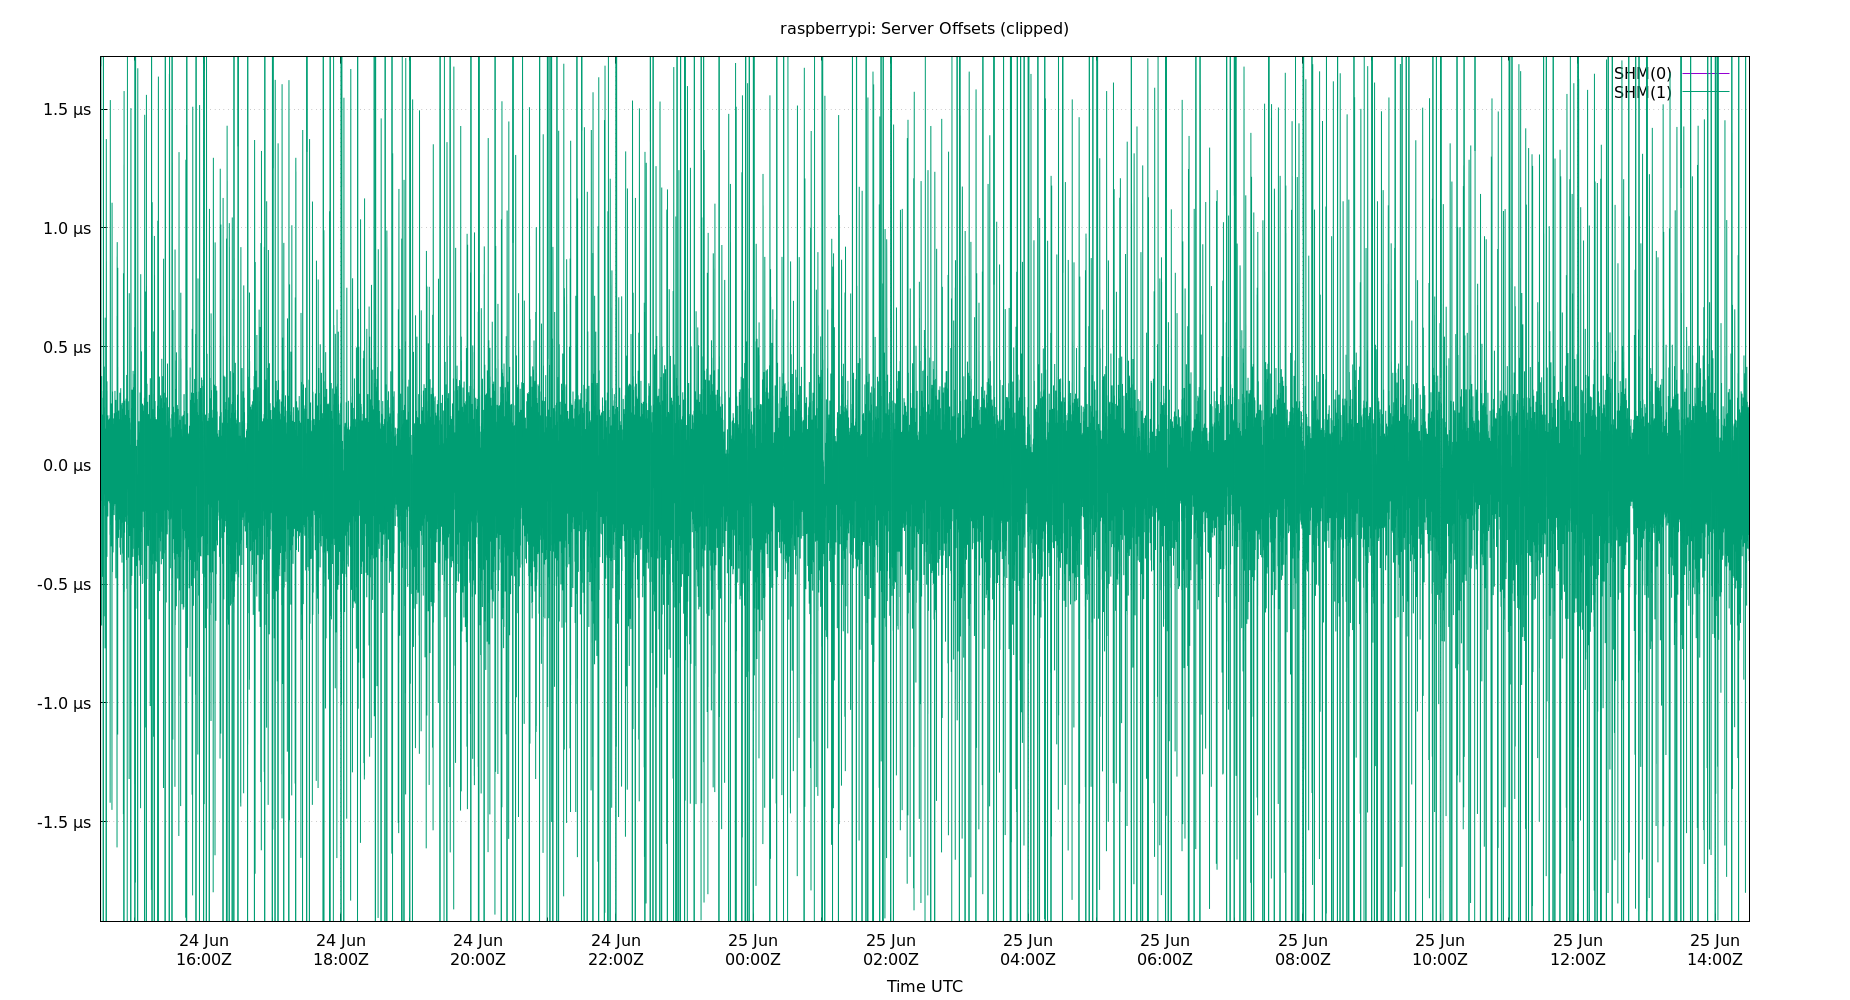 raspberrypi: Server Offsets (clipped)
SHM(0)
SHM(1)
1.5 µs
1.0 µs
0.5 µs
0.0 µs
-0.5 µs
-1.0 µs
-1.5 µs
24 Jun 24 Jun 24 Jun 24 Jun 25 Jun 25 Jun 25 Jun 25 Jun 25 Jun 25 Jun 25 Jun 25 Jun
16:00Z 18:00Z 20:00Z 22:00Z 00:00Z 02:00Z 04:00Z 06:00Z 08:00Z 10:00Z 12:00Z 14:00Z
Time UTC